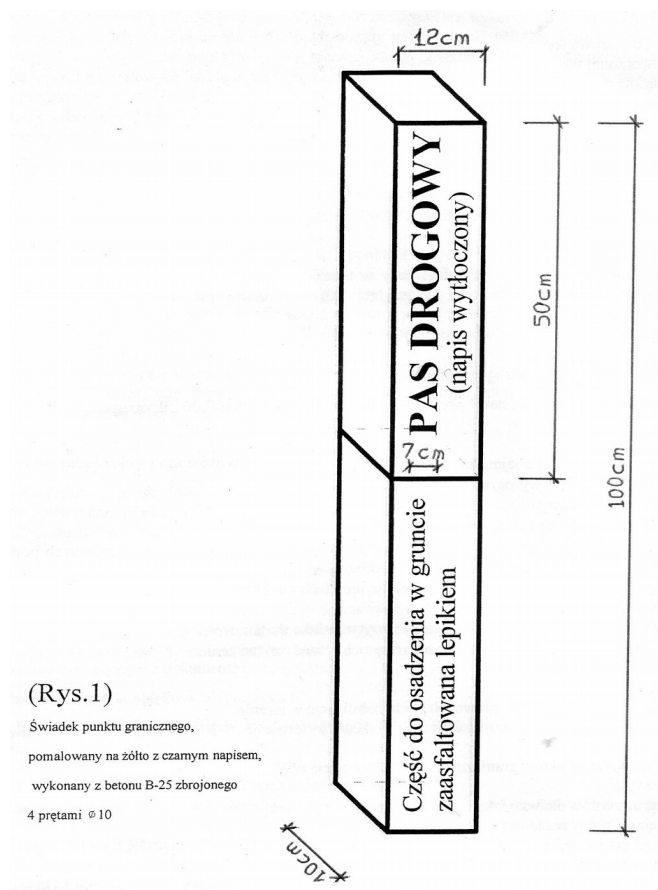 12cm
PAS DROGOWY
(napis wytłoczony)
50cm
7cm
100cm
Część do osadzenia w gruncie
zaasfaltowana lepikiem
(Rys.1)
Świadek punktu granicznego,
pomalowany na żółto z czarnym napisem,
wykonany z betonu B-25 zbrojonego
4 prętami ⌀10
10cm